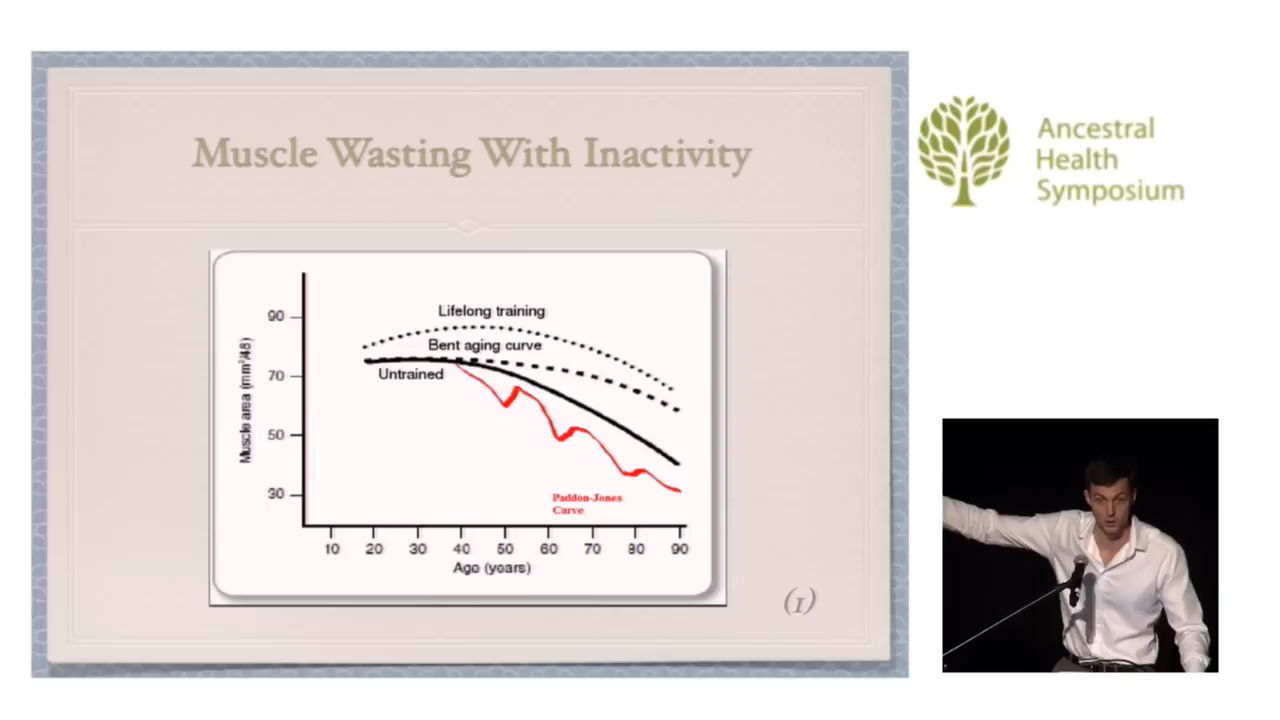 Muscle Wasting With Inactivity
Ancestral
Health
Symposium
Lifelong training
Bent aging curve
Untrained
Paddon-Jones
Curve
Muscle area (mm²/48)
90
70
50
30
10 20 30 40 50 60 70 80 90
Age (years)
(1)